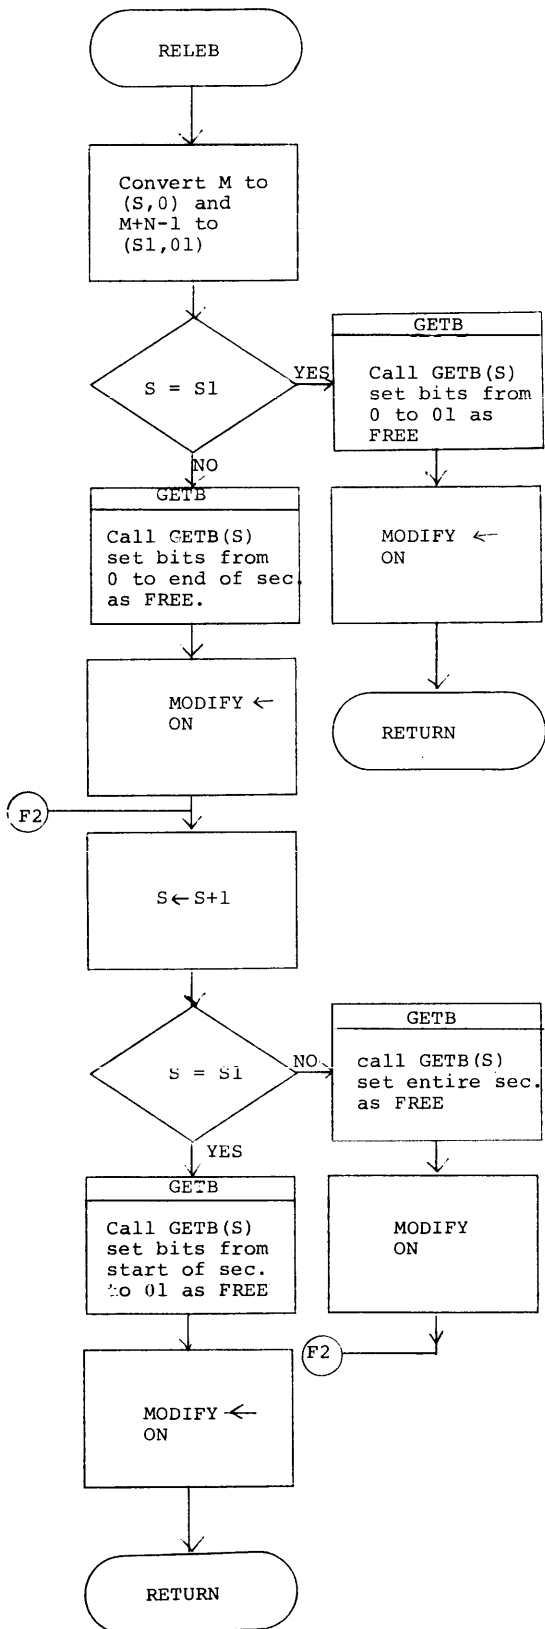 RELEB
Convert M to
(S,0) and
M+N-1 to
(S1,01)
S = S1
YES
GETB
Call GETB(S)
set bits from
0 to 01 as
FREE
MODIFY ←
ON
RETURN
NO
GETB
Call GETB(S)
set bits from
0 to end of sec.
as FREE.
MODIFY ←
ON
F2
S ← S+1
S = S1
NO
GETB
call GETB(S)
set entire sec.
as FREE
MODIFY
ON
F2
YES
GETB
Call GETB(S)
set bits from
start of sec.
to 01 as FREE
MODIFY ←
ON
RETURN